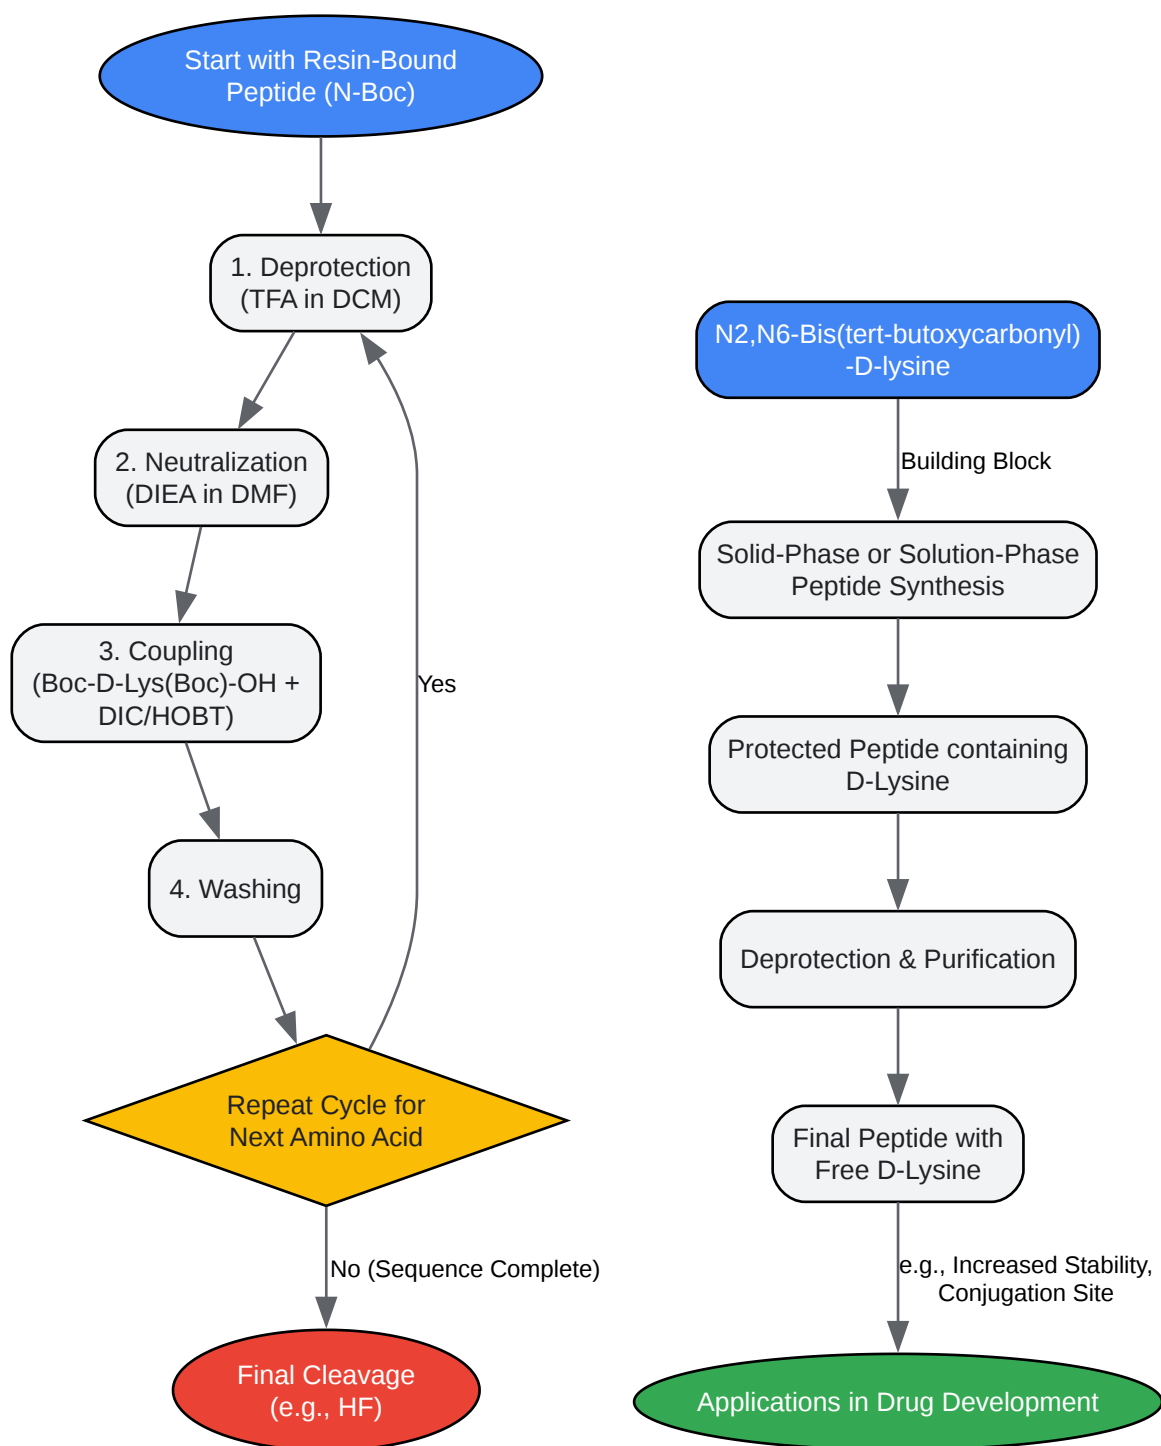 Start with Resin-Bound
Peptide (N-Boc)
1. Deprotection
(TFA in DCM)
2. Neutralization
(DIEA in DMF)
3. Coupling
(Boc-D-Lys(Boc)-OH +
DIC/HOBT)
Yes
4. Washing
Repeat Cycle for
Next Amino Acid
No (Sequence Complete)
Final Cleavage
(e.g., HF)
N2,N6-Bis(tert-butoxycarbonyl)
-D-lysine
Building Block
Solid-Phase or Solution-Phase
Peptide Synthesis
Protected Peptide containing
D-Lysine
Deprotection & Purification
Final Peptide with
Free D-Lysine
e.g., Increased Stability,
Conjugation Site
Applications in Drug Development